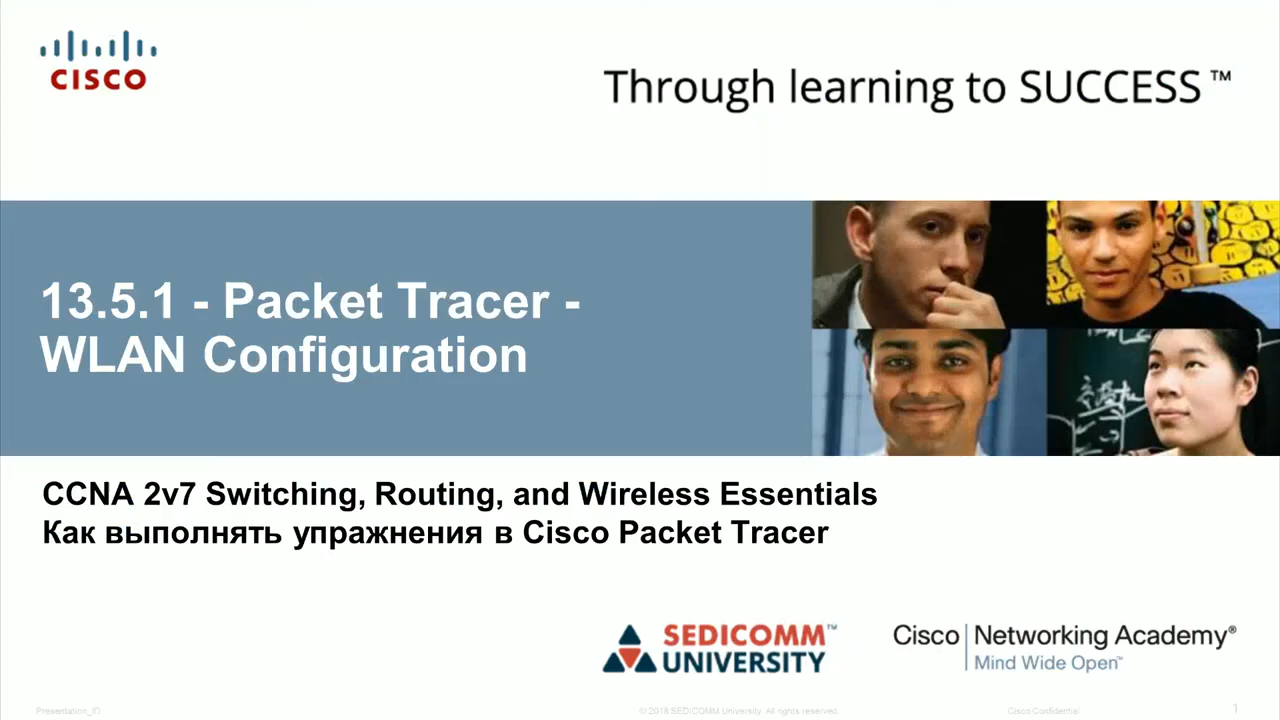 CISCO
Through learning to SUCCESS™
13.5.1 - Packet Tracer -
WLAN Configuration
CCNA 2v7 Switching, Routing, and Wireless Essentials
Как выполнять упражнения в Cisco Packet Tracer
SEDICOMM™
UNIVERSITY
Cisco Networking Academy®
Mind Wide Open™
Presentation_ID
© 2018 SEDICOMM University. All rights reserved.
Cisco Confidential
1